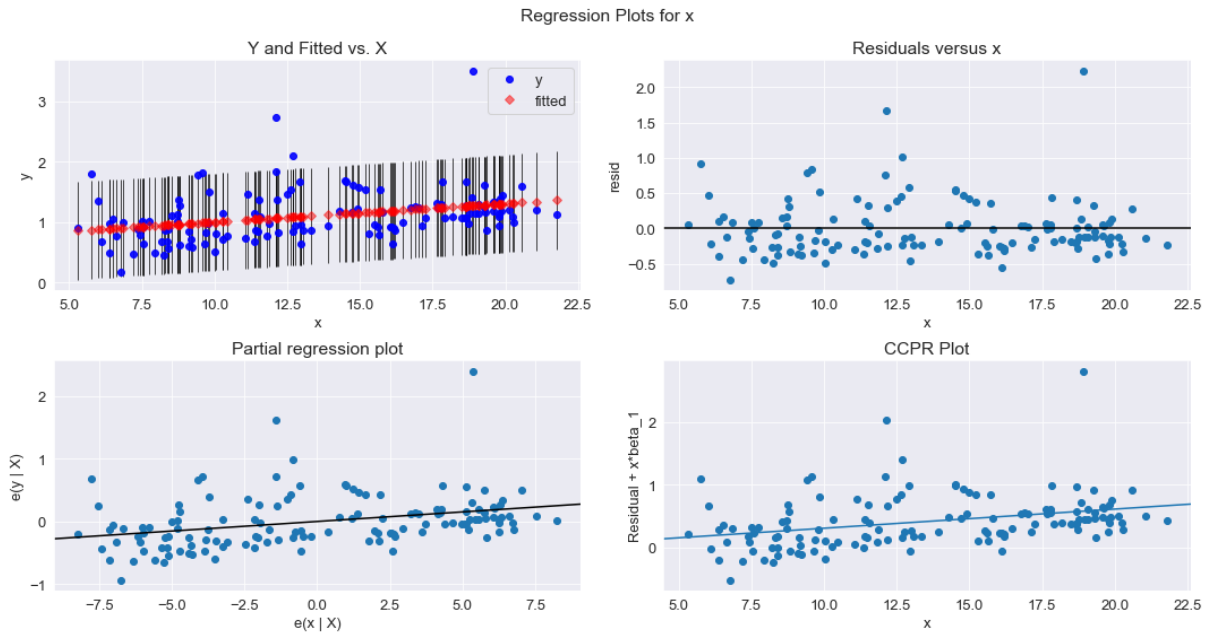 Regression Plots for x
Y and Fitted vs. X
y
fitted
3
2
1
0
y
5.0 7.5 10.0 12.5 15.0 17.5 20.0 22.5
x
Residuals versus x
2.0
1.5
1.0
0.5
0.0
−0.5
resid
5.0 7.5 10.0 12.5 15.0 17.5 20.0 22.5
x
Partial regression plot
2
1
0
−1
e(y | X)
−7.5 −5.0 −2.5 0.0 2.5 5.0 7.5
e(x | X)
CCPR Plot
2
1
0
Residual + x*beta_1
5.0 7.5 10.0 12.5 15.0 17.5 20.0 22.5
x